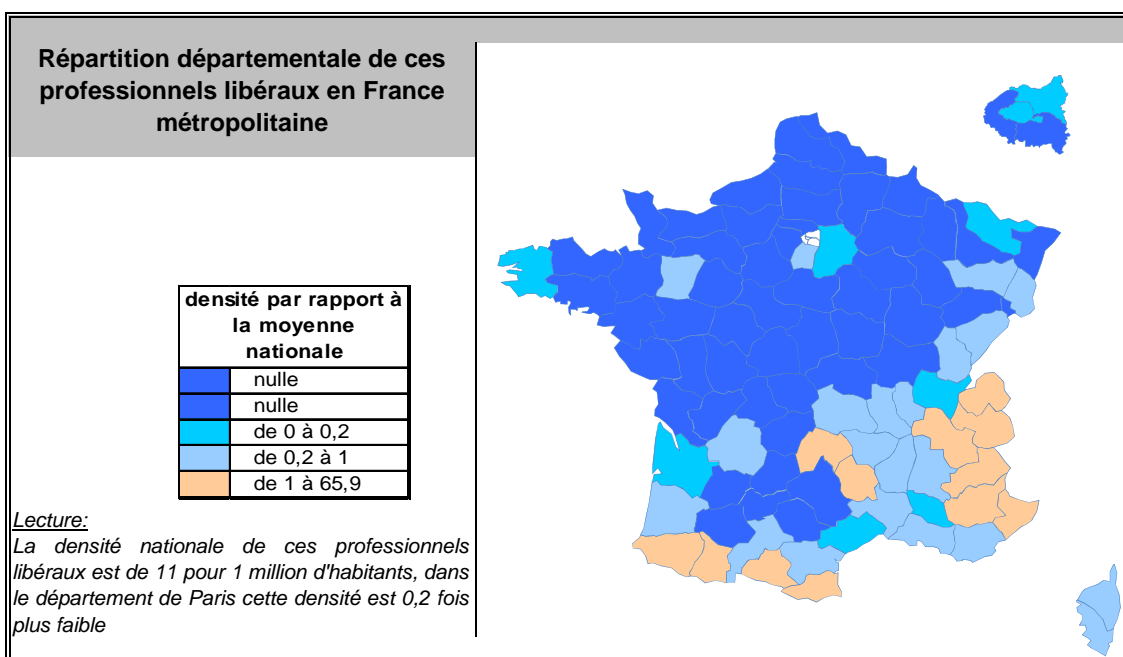 Répartition départementale de ces
professionnels libéraux en France
métropolitaine
densité par rapport à
la moyenne
nationale
nulle
nulle
de 0 à 0,2
de 0,2 à 1
de 1 à 65,9
Lecture:
La densité nationale de ces professionnels
libéraux est de 11 pour 1 million d'habitants, dans
le département de Paris cette densité est 0,2 fois
plus faible